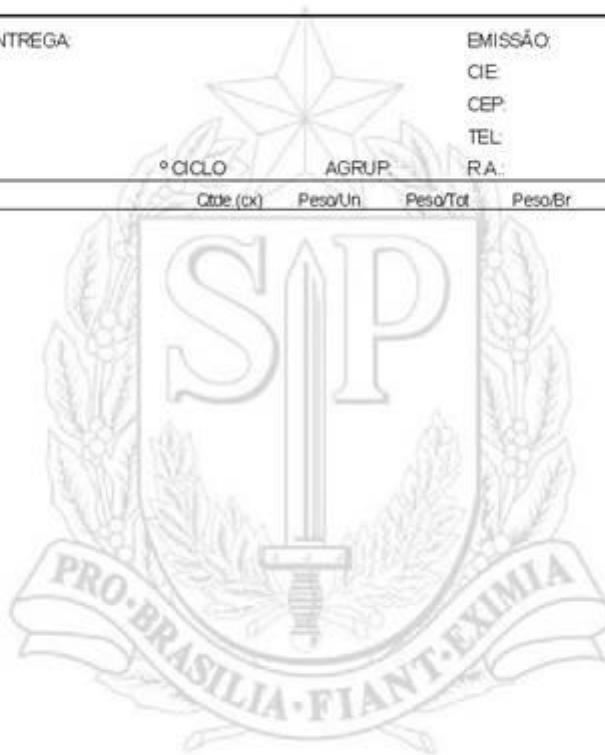 NTREGA: EMISSÃO:
CIE:
CEP:
TEL:
º CICLO AGRUP.: R.A.:
Qtde.(cx) Peso/Un. Peso/Tot Peso/Br
SP
PRO·BRASILIA·FIANT·EXIMIA